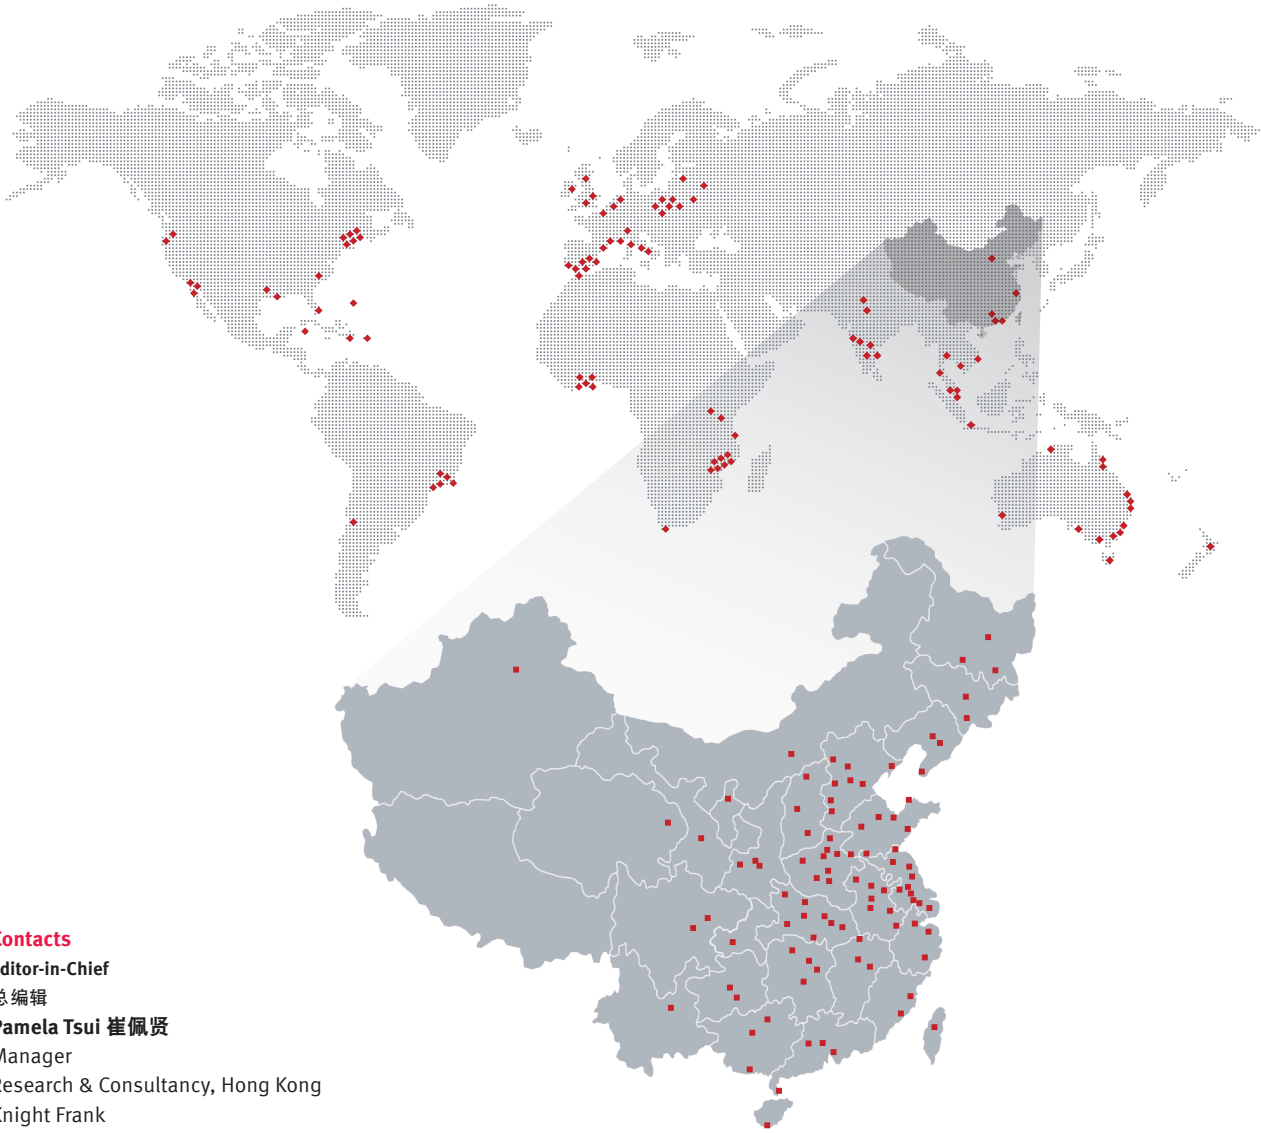 Contacts
Editor-in-Chief
总编辑
Pamela Tsui 崔佩贤
Manager
Research & Consultancy, Hong Kong
Knight Frank